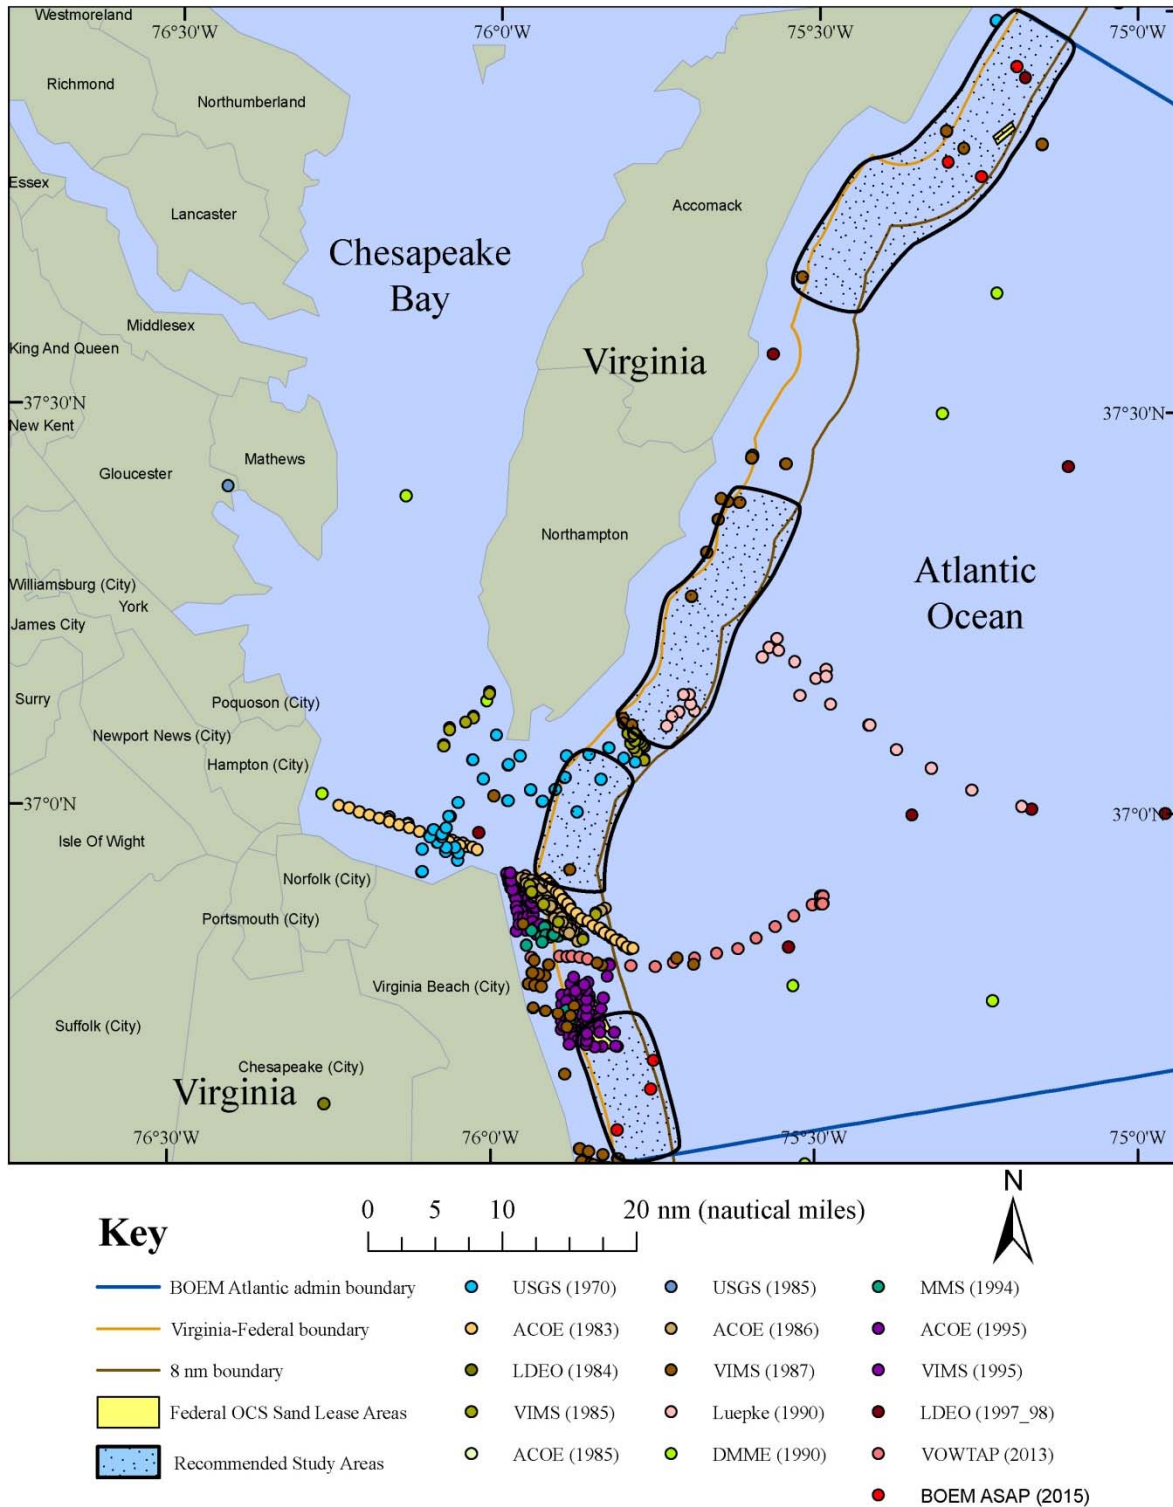 Westmoreland
76°30'W
76°0'W
75°30'W
75°0'W
Richmond
Northumberland
Essex
Lancaster
Accomack
Chesapeake
Bay
Middlesex
King And Queen
Virginia
37°30'N
37°30'N
New Kent
Mathews
Gloucester
Northampton
Atlantic
Ocean
Williamsburg (City)
York
James City
Surry
Poquoson (City)
Newport News (City)
Hampton (City)
37°0'N
37°0'N
Isle Of Wight
Norfolk (City)
Portsmouth (City)
Virginia Beach (City)
Suffolk (City)
Chesapeake (City)
Virginia
76°30'W
76°0'W
75°30'W
75°0'W
N
0 5 10 20 nm (nautical miles)
Key
BOEM Atlantic admin boundary
USGS (1970)
USGS (1985)
MMS (1994)
Virginia-Federal boundary
ACOE (1983)
ACOE (1986)
ACOE (1995)
8 nm boundary
LDEO (1984)
VIMS (1987)
VIMS (1995)
Federal OCS Sand Lease Areas
VIMS (1985)
Luepke (1990)
LDEO (1997_98)
Recommended Study Areas
ACOE (1985)
DMME (1990)
VOWTAP (2013)
BOEM ASAP (2015)